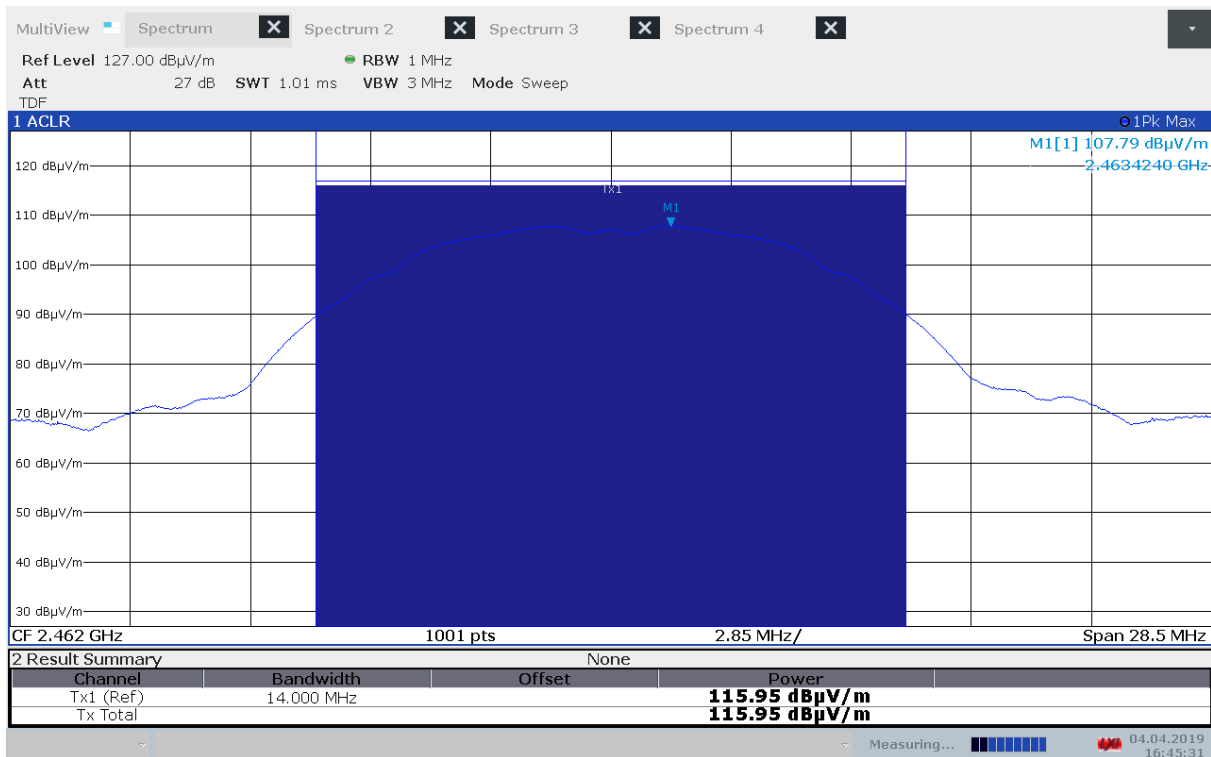 MultiView Spectrum Spectrum 2 Spectrum 3 Spectrum 4
Ref Level 127.00 dBµV/m RBW 1 MHz
Att 27 dB SWT 1.01 ms VBW 3 MHz Mode Sweep
TDF
1 ACLR 1Pk Max
M1[1] 107.79 dBµV/m
2.4634240 GHz
120 dBµV/m
Tx1
M1
110 dBµV/m
100 dBµV/m
90 dBµV/m
80 dBµV/m
70 dBµV/m
60 dBµV/m
50 dBµV/m
40 dBµV/m
30 dBµV/m
CF 2.462 GHz 1001 pts 2.85 MHz/ Span 28.5 MHz
2 Result Summary None
Channel Bandwidth Offset Power
Tx1 (Ref) 14.000 MHz 115.95 dBµV/m
Tx Total 115.95 dBµV/m
Measuring... 04.04.2019
16:45:31